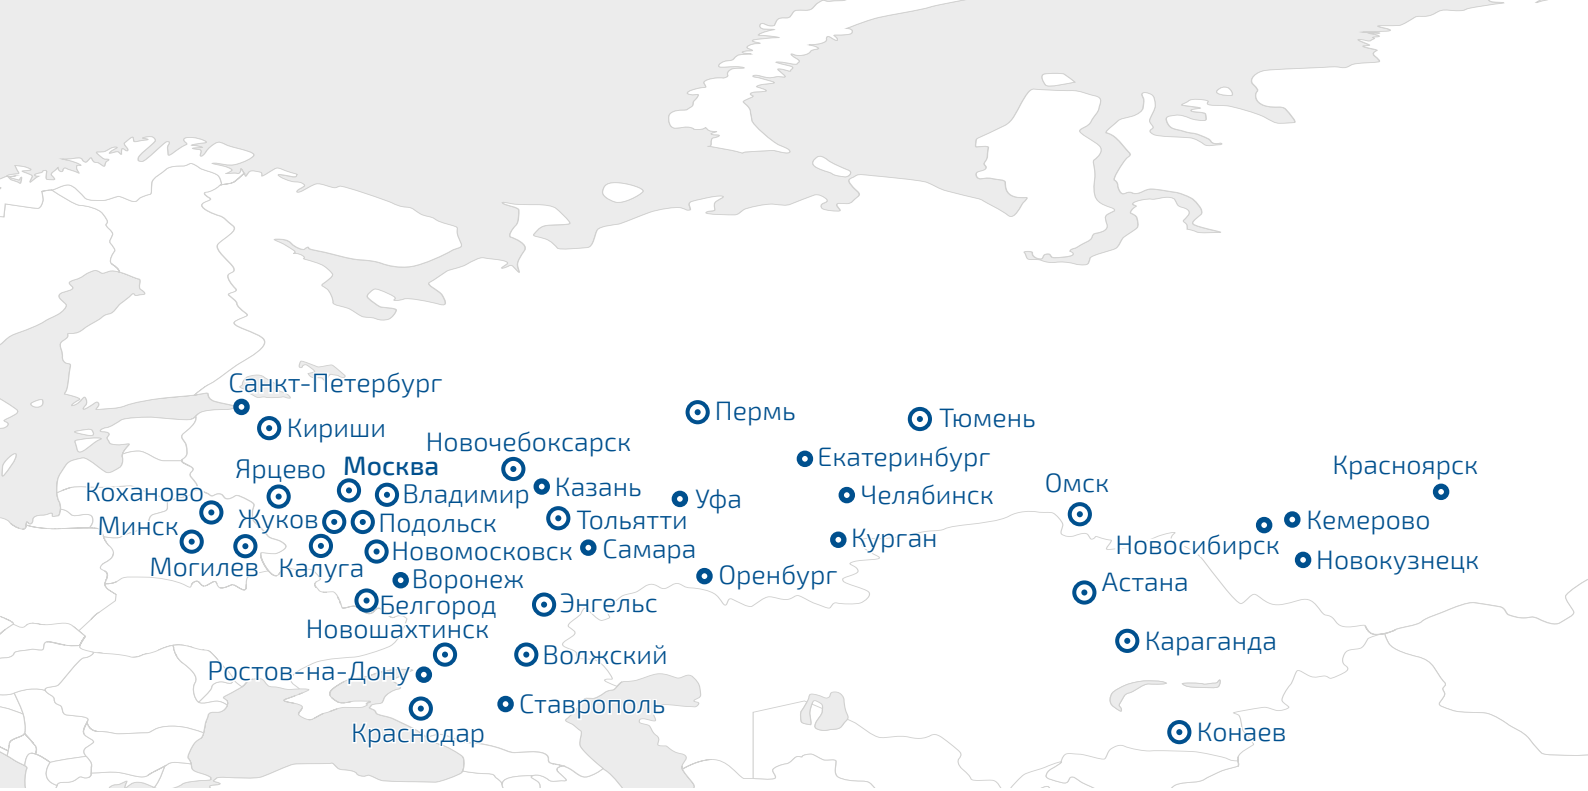 Санкт-Петербург
Кириши
Пермь
Тюмень
Новочебоксарск
Екатеринбург
Ярцево
Москва
Красноярск
Коханово
Владимир
Казань
Уфа
Челябинск
Омск
Минск
Жуков
Подольск
Тольятти
Кемерово
Могилев
Калуга
Новомосковск
Самара
Курган
Новосибирск
Новокузнецк
Воронеж
Оренбург
Астана
Белгород
Энгельс
Новошахтинск
Караганда
Ростов-на-Дону
Волжский
Ставрополь
Краснодар
Конаев